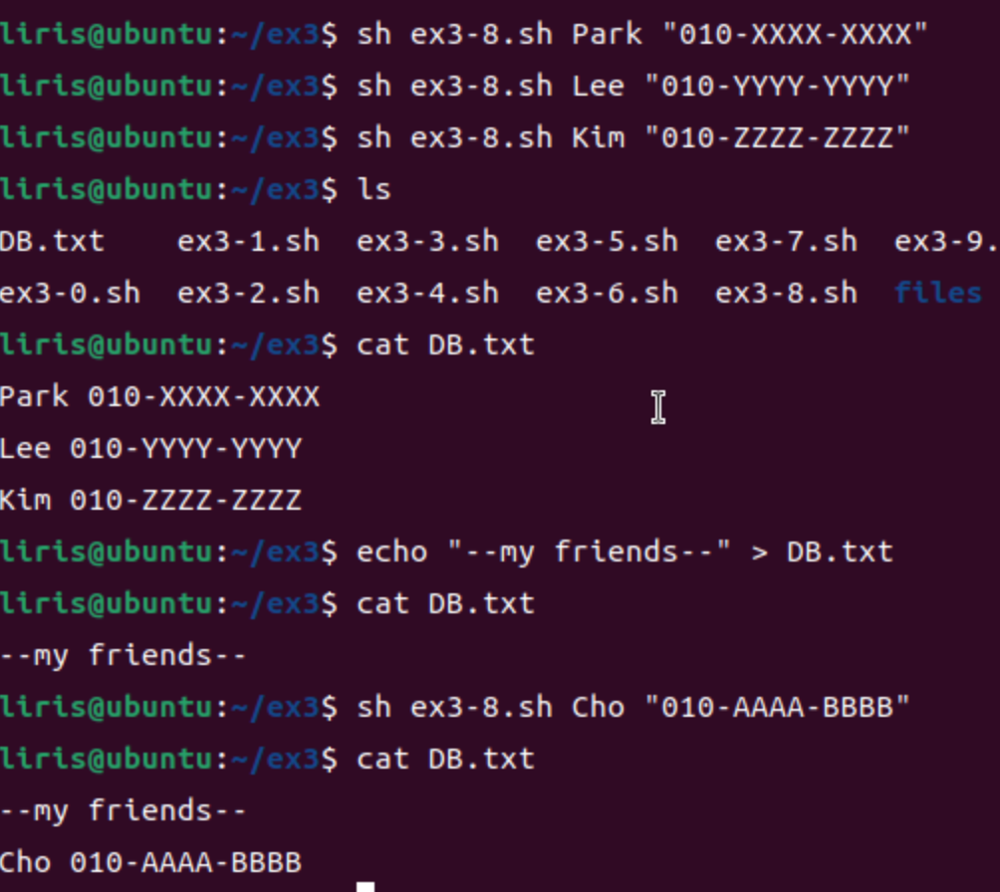 liris@ubuntu:~/ex3$ sh ex3-8.sh Park "010-XXXX-XXXX"
liris@ubuntu:~/ex3$ sh ex3-8.sh Lee "010-YYYY-YYYY"
liris@ubuntu:~/ex3$ sh ex3-8.sh Kim "010-ZZZZ-ZZZZ"
liris@ubuntu:~/ex3$ ls
DB.txt    ex3-1.sh  ex3-3.sh  ex3-5.sh  ex3-7.sh  ex3-9.
ex3-0.sh  ex3-2.sh  ex3-4.sh  ex3-6.sh  ex3-8.sh  files
liris@ubuntu:~/ex3$ cat DB.txt
Park 010-XXXX-XXXX
Lee 010-YYYY-YYYY
Kim 010-ZZZZ-ZZZZ
liris@ubuntu:~/ex3$ echo "--my friends--" > DB.txt
liris@ubuntu:~/ex3$ cat DB.txt
--my friends--
liris@ubuntu:~/ex3$ sh ex3-8.sh Cho "010-AAAA-BBBB"
liris@ubuntu:~/ex3$ cat DB.txt
--my friends--
Cho 010-AAAA-BBBB